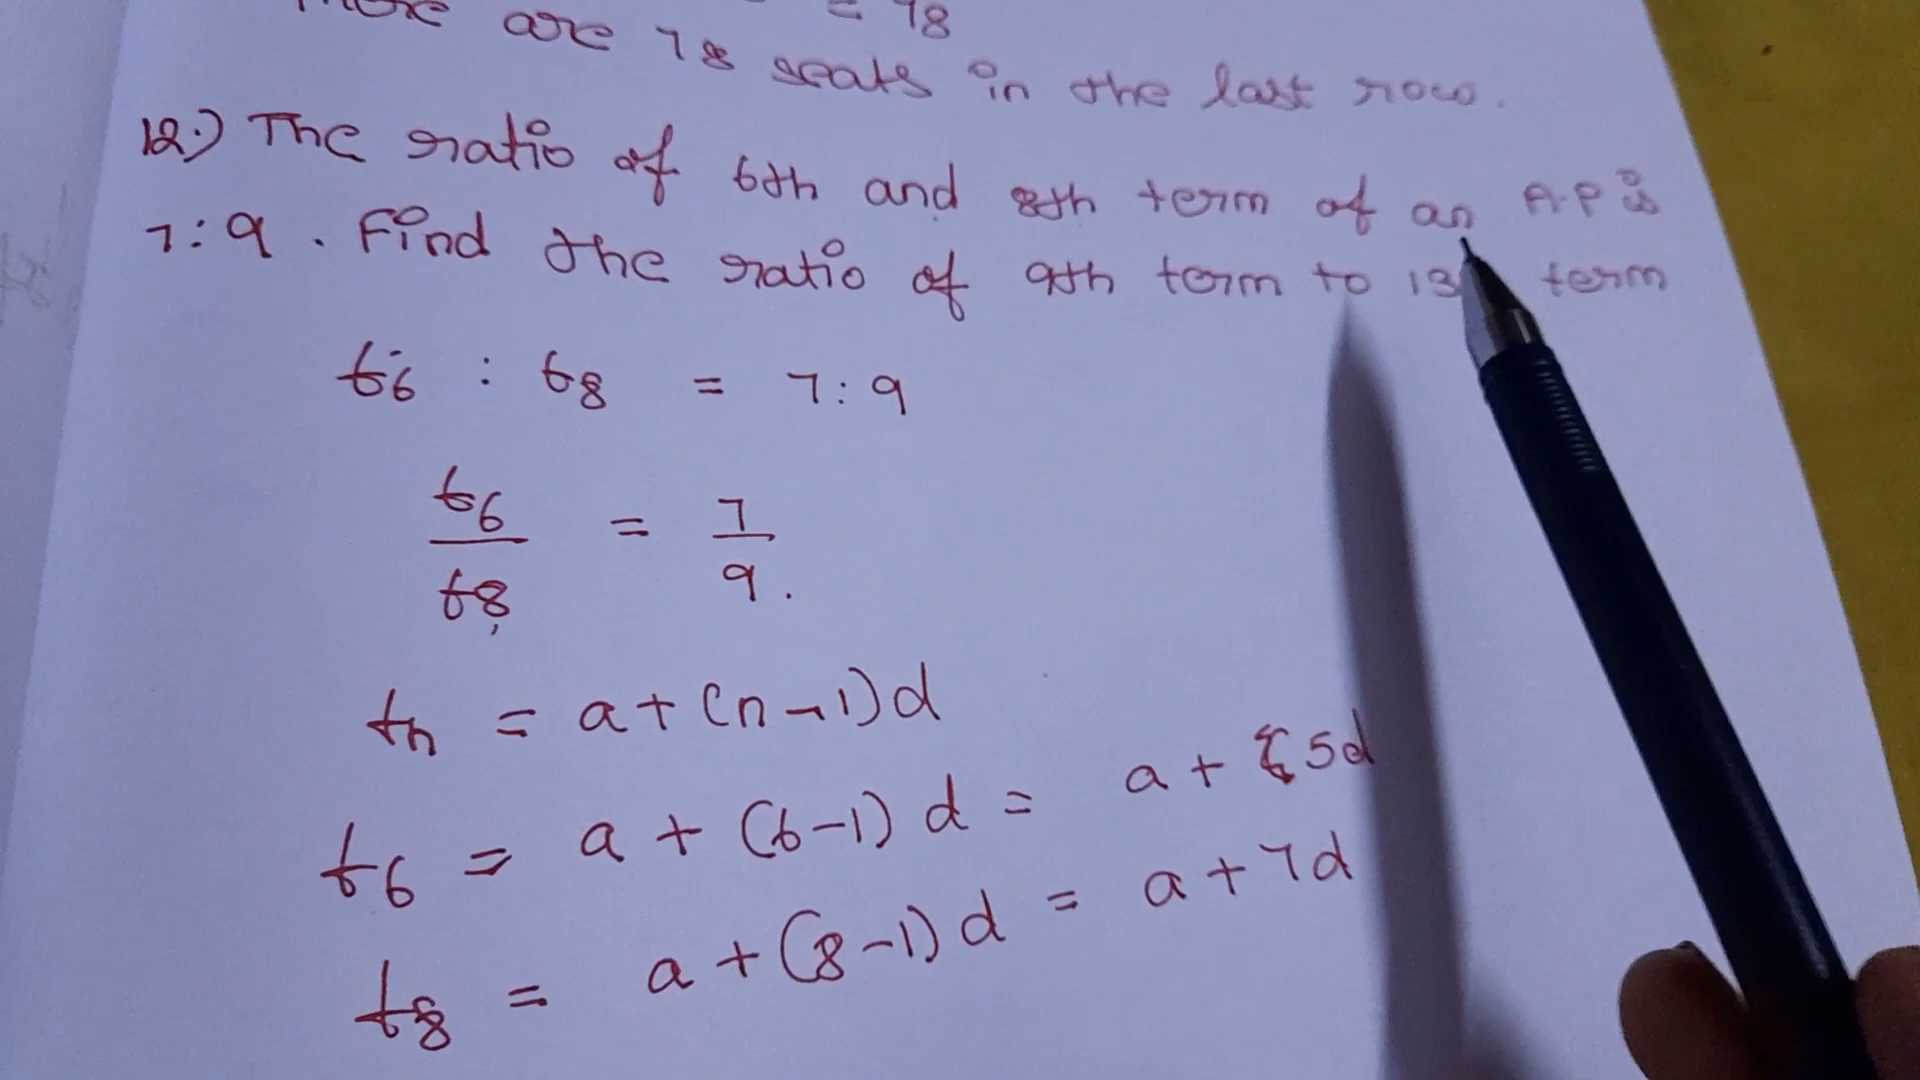 There are 78 seats in the last row.
= 78
12.) The ratio of 6th and 8th term of an A.P is
7:9 . Find the ratio of 9th term to 13 term
t6 : t8 = 7:9
t6/t8 = 7/9.
tn = a+(n-1)d
t6 = a + (6-1) d = a + 5d
t8 = a +(8-1) d = a+7d